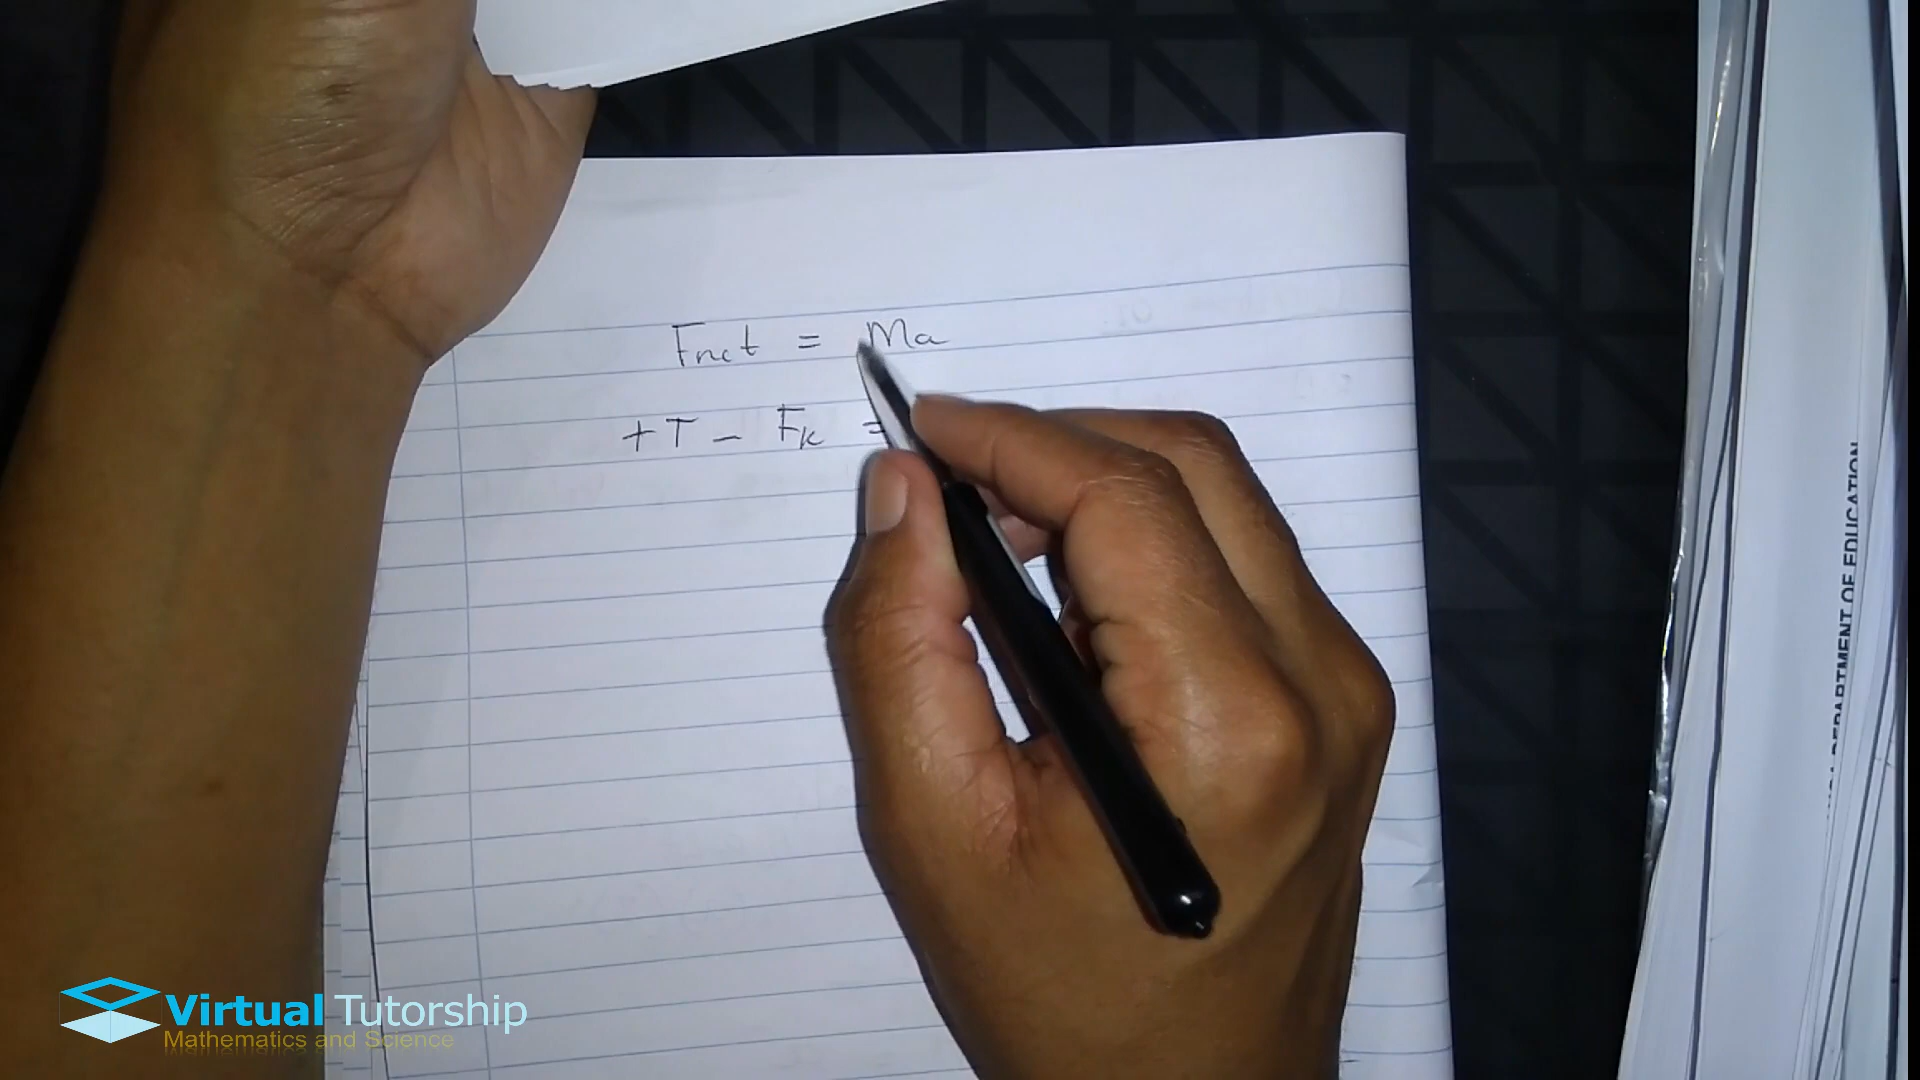 Fnet = Ma
+T - Fk =
DEPARTMENT OF EDUCATION
Virtual Tutorship
Mathematics and Science